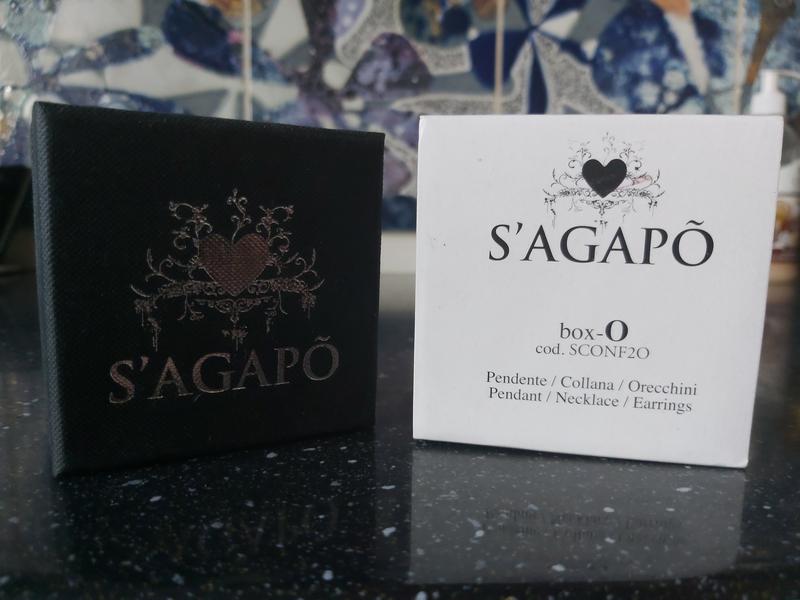 S'AGAPÕ
S'AGAPÕ
box-O
cod. SCONF2O
Pendente / Collana / Orecchini
Pendant / Necklace / Earrings